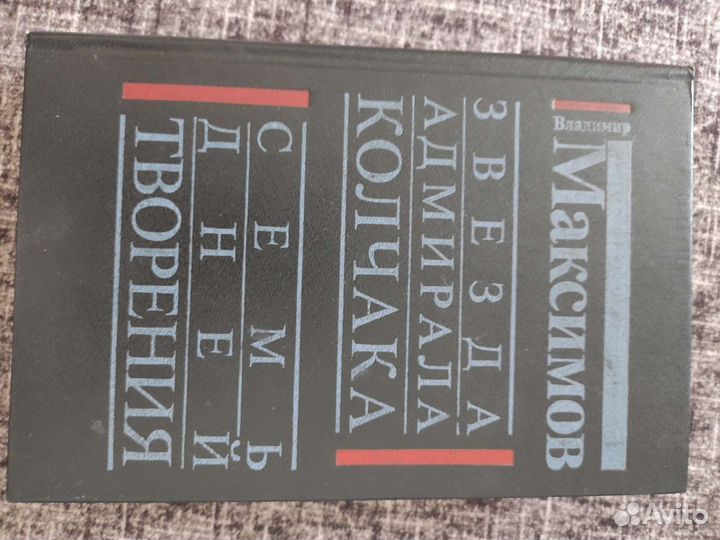 Владимир
Максимов
ЗВЕЗДА
АДМИРАЛА
КОЛЧАКА
СЕМЬ
ДНЕЙ
ТВОРЕНИЯ
Avito